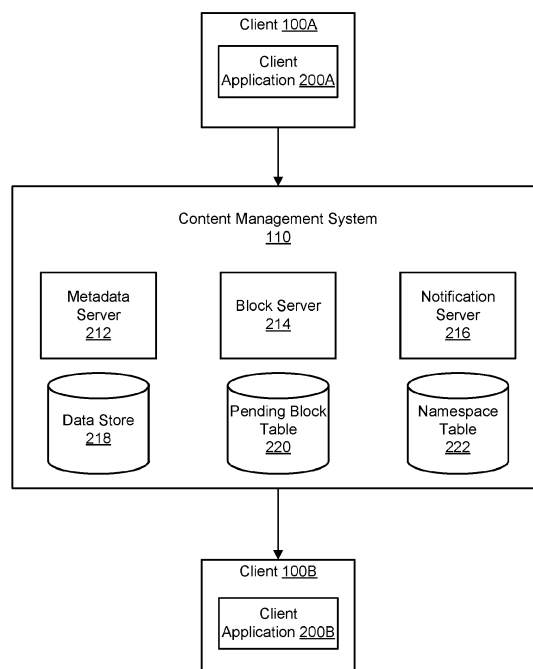 Client 100A
Client
Application 200A
Content Management System
110
Metadata
Server
212
Block Server
214
Notification
Server
216
Data Store
218
Pending Block
Table
220
Namespace
Table
222
Client 100B
Client
Application 200B